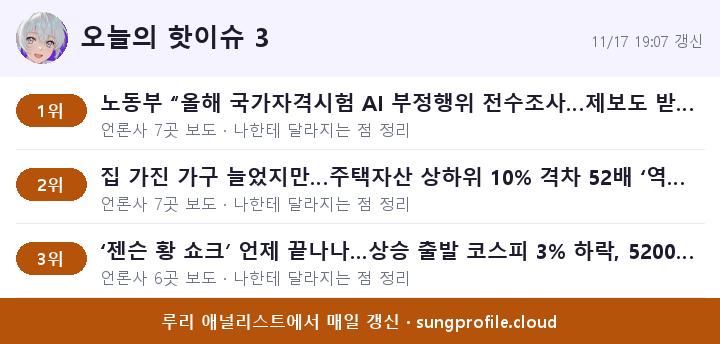 오늘의 핫이슈 3
11/17 19:07 갱신
1위
노동부 “올해 국가자격시험 AI 부정행위 전수조사…제보도 받…
언론사 7곳 보도 · 나한테 달라지는 점 정리
2위
집 가진 가구 늘었지만…주택자산 상하위 10% 격차 52배 ‘역…
언론사 7곳 보도 · 나한테 달라지는 점 정리
3위
‘젠슨 황 쇼크’ 언제 끝나나…상승 출발 코스피 3% 하락, 5200…
언론사 6곳 보도 · 나한테 달라지는 점 정리
루리 애널리스트에서 매일 갱신 · sungprofile.cloud